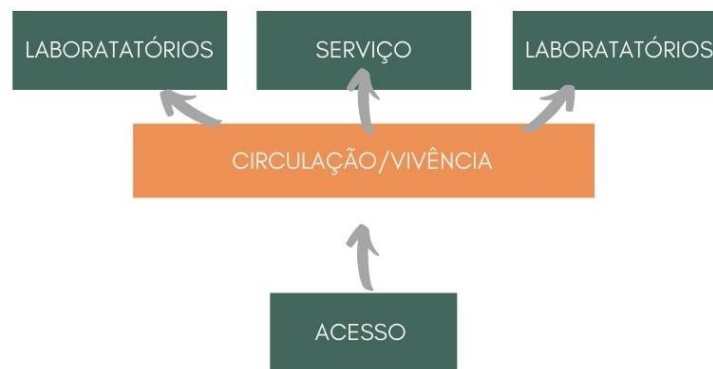 LABORATATÓRIOS
SERVIÇO
LABORATATÓRIOS
CIRCULAÇÃO/VIVÊNCIA
ACESSO